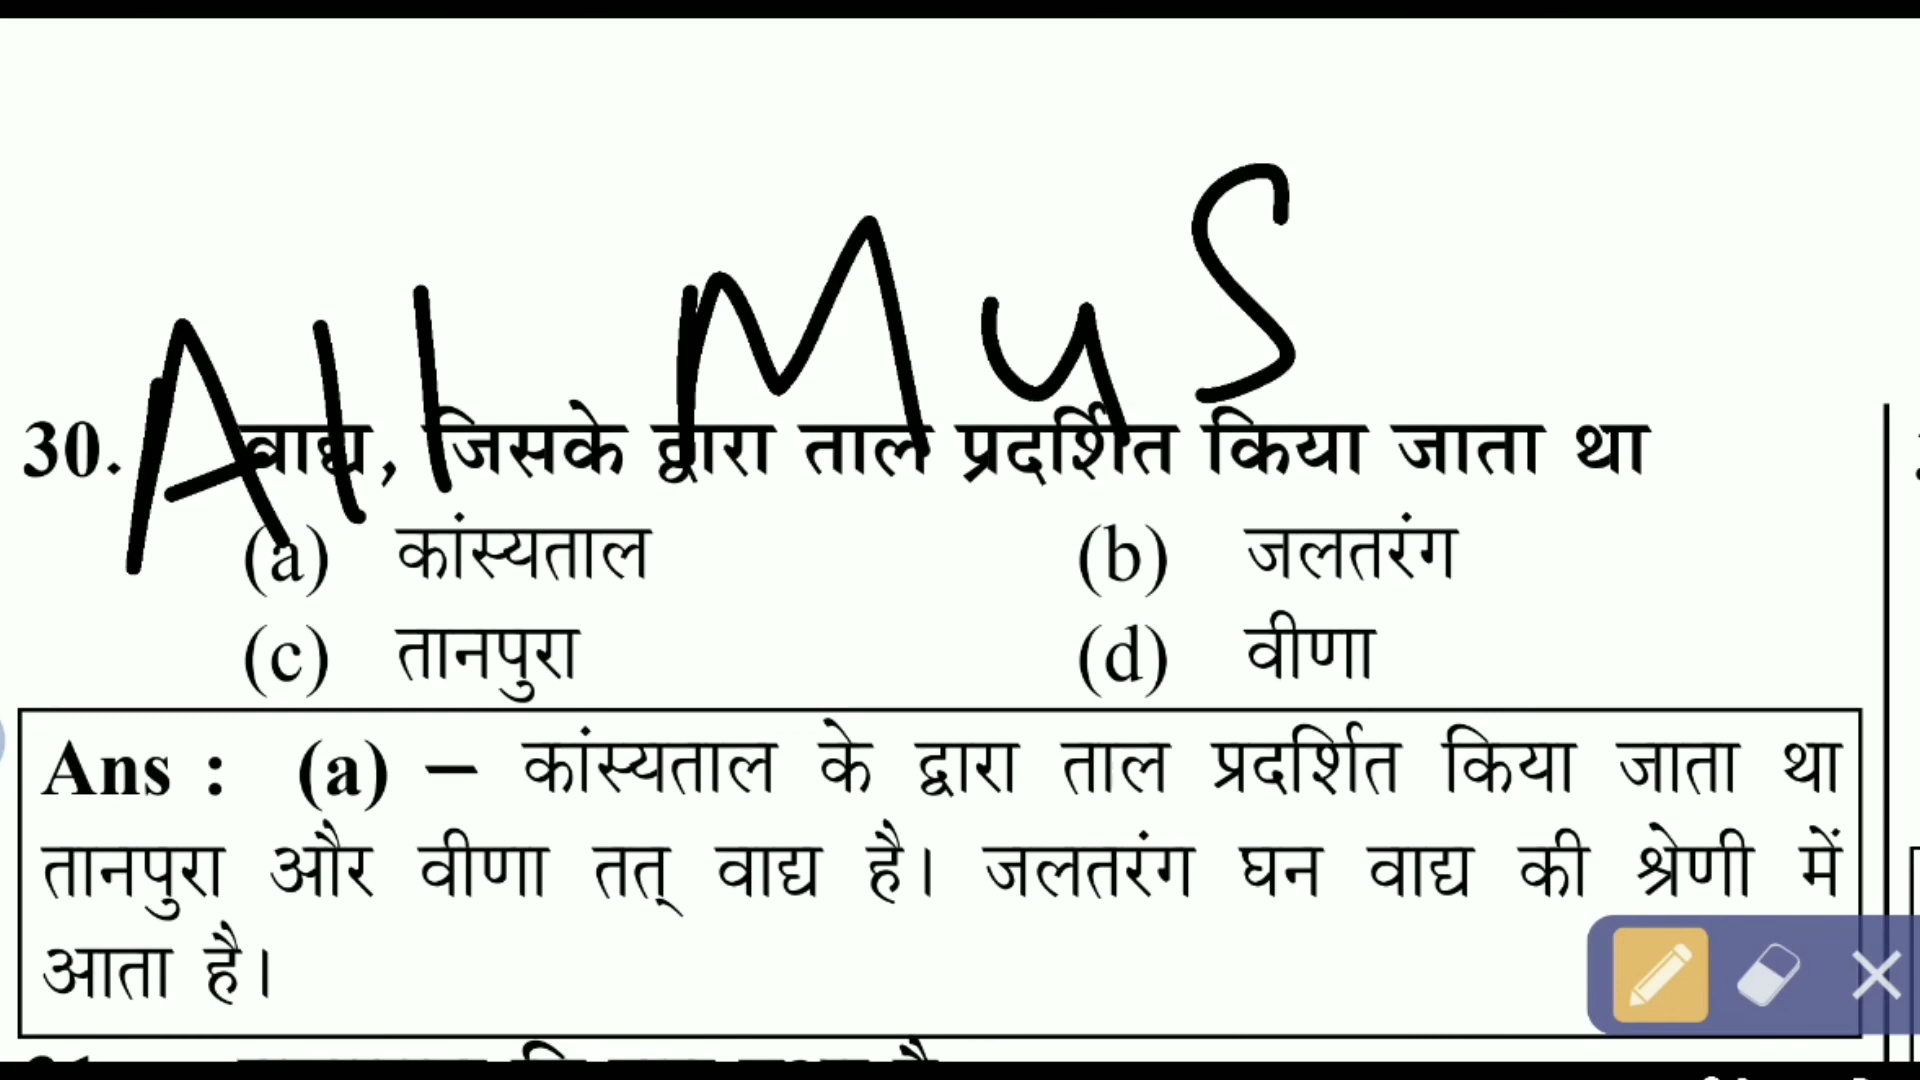 All Mus
30. वाद्य, जिसके द्वारा ताल प्रदर्शित किया जाता था
(a) कांस्यताल (b) जलतरंग
(c) तानपुरा (d) वीणा
Ans : (a) – कांस्यताल के द्वारा ताल प्रदर्शित किया जाता था
तानपुरा और वीणा तत् वाद्य है। जलतरंग घन वाद्य की श्रेणी में
आता है।